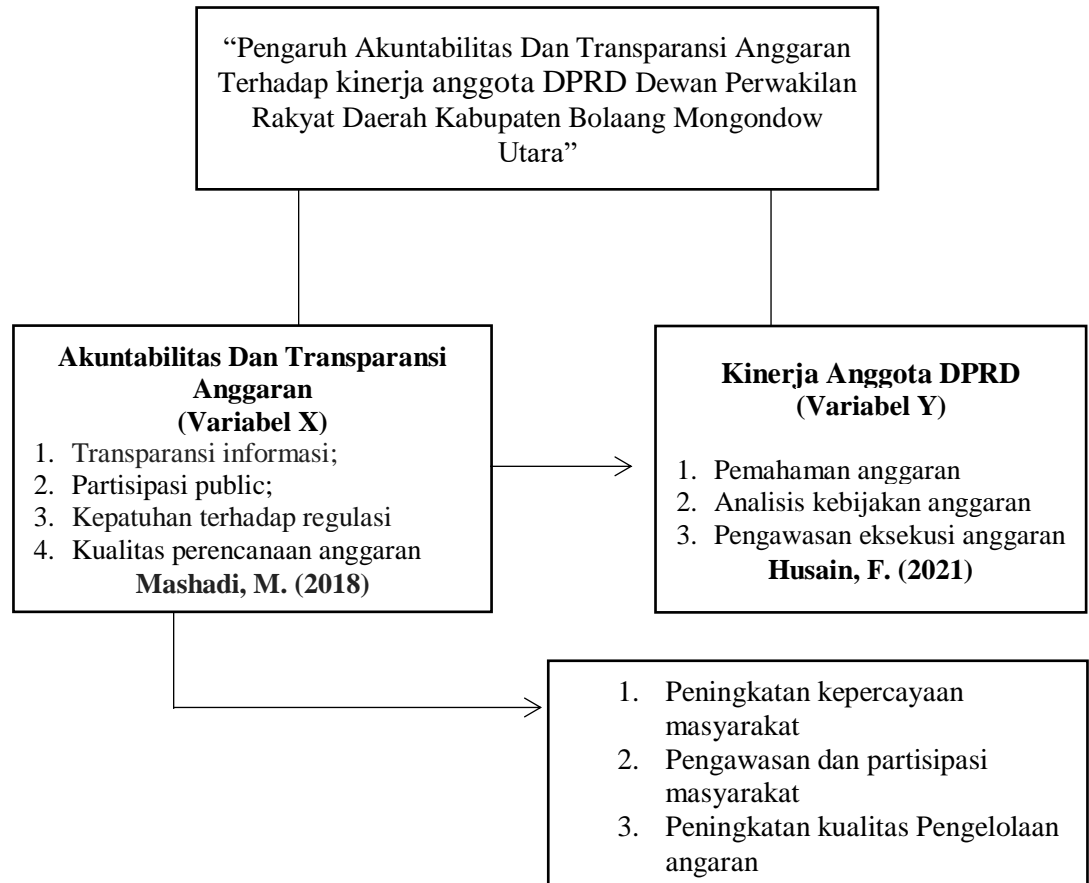 “Pengaruh Akuntabilitas Dan Transparansi Anggaran
Terhadap kinerja anggota DPRD Dewan Perwakilan
Rakyat Daerah Kabupaten Bolaang Mongondow
Utara”
Akuntabilitas Dan Transparansi
Anggaran
(Variabel X)
1. Transparansi informasi;
2. Partisipasi public;
3. Kepatuhan terhadap regulasi
4. Kualitas perencanaan anggaran
Mashadi, M. (2018)
Kinerja Anggota DPRD
(Variabel Y)
1. Pemahaman anggaran
2. Analisis kebijakan anggaran
3. Pengawasan eksekusi anggaran
Husain, F. (2021)
1. Peningkatan kepercayaan
masyarakat
2. Pengawasan dan partisipasi
masyarakat
3. Peningkatan kualitas Pengelolaan
angaran